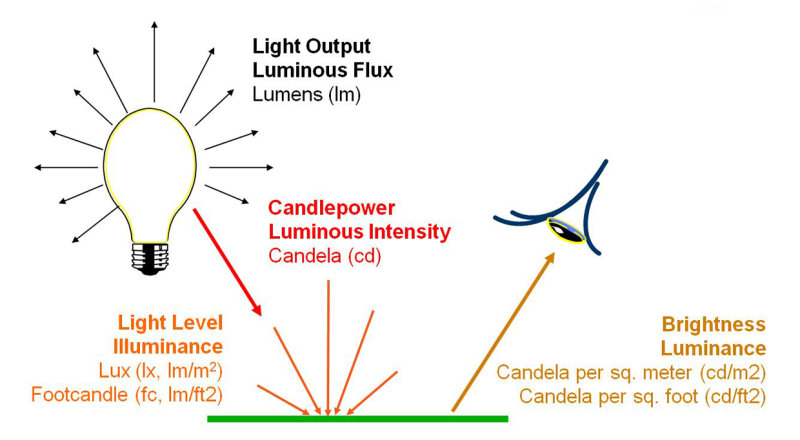 Light Output
Luminous Flux
Lumens (lm)
Candlepower
Luminous Intensity
Candela (cd)
Light Level
Illuminance
Lux (lx, lm/m²)
Footcandle (fc, lm/ft2)
Brightness
Luminance
Candela per sq. meter (cd/m2)
Candela per sq. foot (cd/ft2)